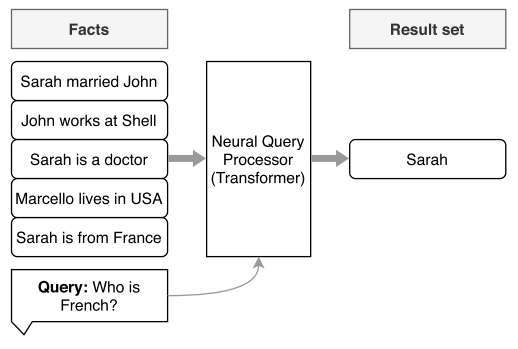 Facts
Result set
Sarah married John
John works at Shell
Sarah is a doctor
Marcello lives in USA
Sarah is from France
Neural Query
Processor
(Transformer)
Sarah
Query: Who is
French?